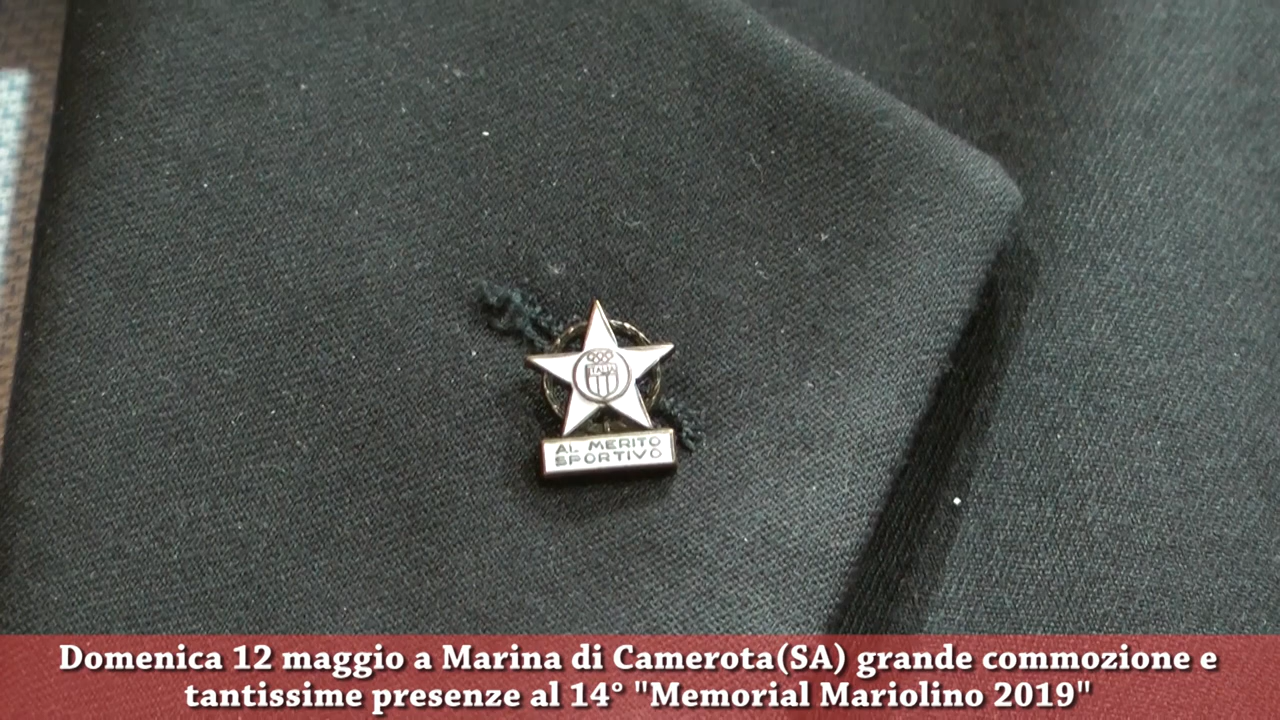 ITALIA
AL MERITO
SPORTIVO
Domenica 12 maggio a Marina di Camerota(SA) grande commozione e
tantissime presenze al 14° "Memorial Mariolino 2019"